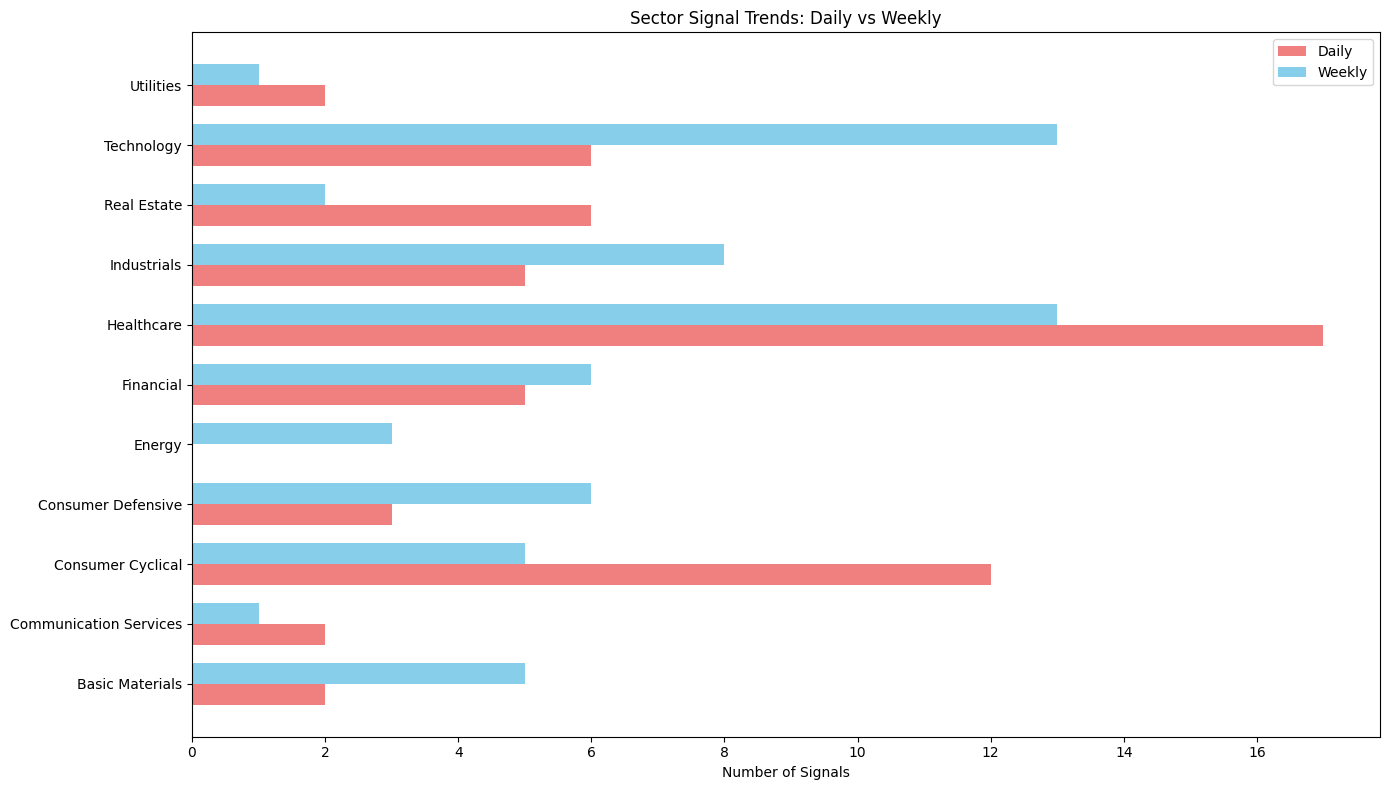 Sector Signal Trends: Daily vs Weekly
Daily
Weekly
Utilities
Technology
Real Estate
Industrials
Healthcare
Financial
Energy
Consumer Defensive
Consumer Cyclical
Communication Services
Basic Materials
0 2 4 6 8 10 12 14 16
Number of Signals